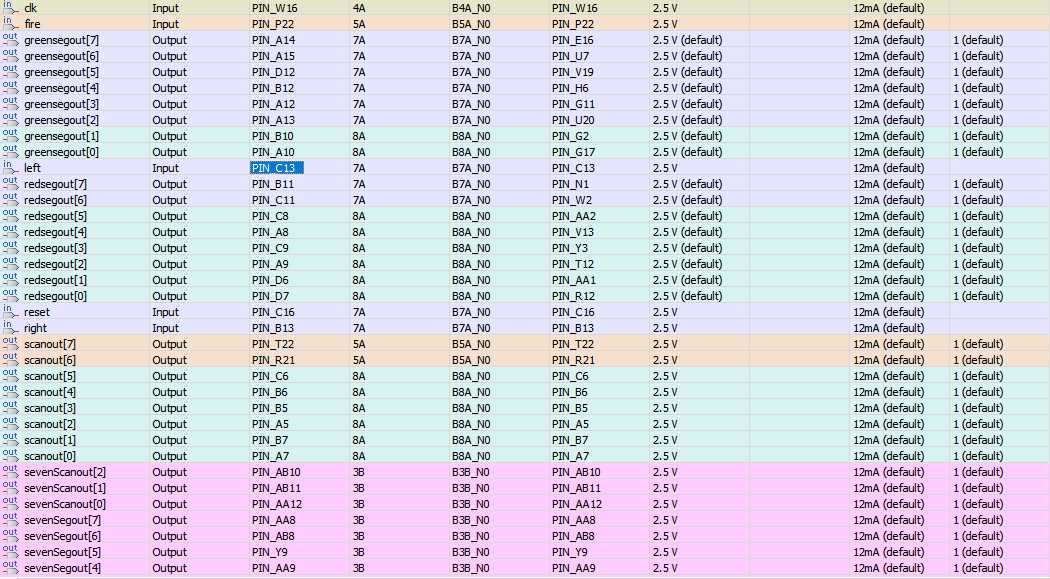 in clk Input PIN_W16 4A B4A_N0 PIN_W16 2.5 V 12mA (default)
in fire Input PIN_P22 5A B5A_N0 PIN_P22 2.5 V 12mA (default)
out greensegout[7] Output PIN_A14 7A B7A_N0 PIN_E16 2.5 V (default) 12mA (default) 1 (default)
out greensegout[6] Output PIN_A15 7A B7A_N0 PIN_U7 2.5 V (default) 12mA (default) 1 (default)
out greensegout[5] Output PIN_D12 7A B7A_N0 PIN_V19 2.5 V (default) 12mA (default) 1 (default)
out greensegout[4] Output PIN_B12 7A B7A_N0 PIN_H6 2.5 V (default) 12mA (default) 1 (default)
out greensegout[3] Output PIN_A12 7A B7A_N0 PIN_G11 2.5 V (default) 12mA (default) 1 (default)
out greensegout[2] Output PIN_A13 7A B7A_N0 PIN_U20 2.5 V (default) 12mA (default) 1 (default)
out greensegout[1] Output PIN_B10 8A B8A_N0 PIN_G2 2.5 V (default) 12mA (default) 1 (default)
out greensegout[0] Output PIN_A10 8A B8A_N0 PIN_G17 2.5 V (default) 12mA (default) 1 (default)
in left Input PIN_C13 7A B7A_N0 PIN_C13 2.5 V 12mA (default)
out redsegout[7] Output PIN_B11 7A B7A_N0 PIN_N1 2.5 V (default) 12mA (default) 1 (default)
out redsegout[6] Output PIN_C11 7A B7A_N0 PIN_W2 2.5 V (default) 12mA (default) 1 (default)
out redsegout[5] Output PIN_C8 8A B8A_N0 PIN_AA2 2.5 V (default) 12mA (default) 1 (default)
out redsegout[4] Output PIN_A8 8A B8A_N0 PIN_V13 2.5 V (default) 12mA (default) 1 (default)
out redsegout[3] Output PIN_C9 8A B8A_N0 PIN_Y3 2.5 V (default) 12mA (default) 1 (default)
out redsegout[2] Output PIN_A9 8A B8A_N0 PIN_T12 2.5 V (default) 12mA (default) 1 (default)
out redsegout[1] Output PIN_D6 8A B8A_N0 PIN_AA1 2.5 V (default) 12mA (default) 1 (default)
out redsegout[0] Output PIN_D7 8A B8A_N0 PIN_R12 2.5 V (default) 12mA (default) 1 (default)
in reset Input PIN_C16 7A B7A_N0 PIN_C16 2.5 V 12mA (default)
in right Input PIN_B13 7A B7A_N0 PIN_B13 2.5 V 12mA (default)
out scanout[7] Output PIN_T22 5A B5A_N0 PIN_T22 2.5 V 12mA (default) 1 (default)
out scanout[6] Output PIN_R21 5A B5A_N0 PIN_R21 2.5 V 12mA (default) 1 (default)
out scanout[5] Output PIN_C6 8A B8A_N0 PIN_C6 2.5 V 12mA (default) 1 (default)
out scanout[4] Output PIN_B6 8A B8A_N0 PIN_B6 2.5 V 12mA (default) 1 (default)
out scanout[3] Output PIN_B5 8A B8A_N0 PIN_B5 2.5 V 12mA (default) 1 (default)
out scanout[2] Output PIN_A5 8A B8A_N0 PIN_A5 2.5 V 12mA (default) 1 (default)
out scanout[1] Output PIN_B7 8A B8A_N0 PIN_B7 2.5 V 12mA (default) 1 (default)
out scanout[0] Output PIN_A7 8A B8A_N0 PIN_A7 2.5 V 12mA (default) 1 (default)
out sevenScanout[2] Output PIN_AB10 3B B3B_N0 PIN_AB10 2.5 V 12mA (default) 1 (default)
out sevenScanout[1] Output PIN_AB11 3B B3B_N0 PIN_AB11 2.5 V 12mA (default) 1 (default)
out sevenScanout[0] Output PIN_AA12 3B B3B_N0 PIN_AA12 2.5 V 12mA (default) 1 (default)
out sevenSegout[7] Output PIN_AA8 3B B3B_N0 PIN_AA8 2.5 V 12mA (default) 1 (default)
out sevenSegout[6] Output PIN_AB8 3B B3B_N0 PIN_AB8 2.5 V 12mA (default) 1 (default)
out sevenSegout[5] Output PIN_Y9 3B B3B_N0 PIN_Y9 2.5 V 12mA (default) 1 (default)
out sevenSegout[4] Output PIN_AA9 3B B3B_N0 PIN_AA9 2.5 V 12mA (default) 1 (default)